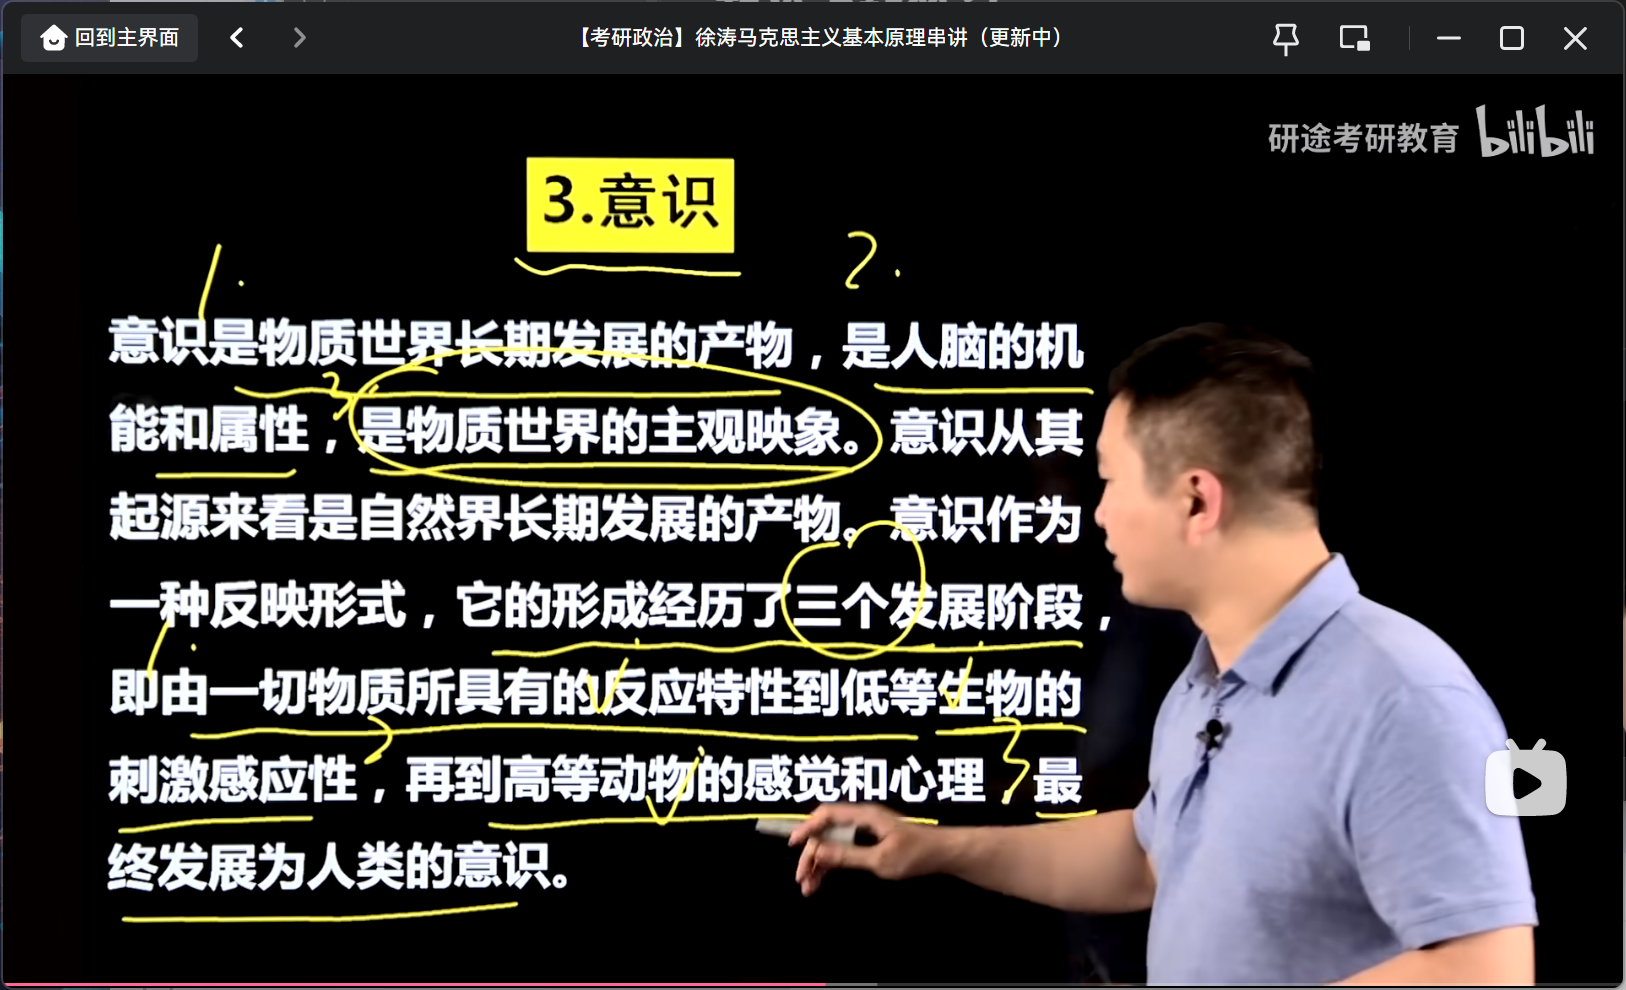 回到主界面
【考研政治】徐涛马克思主义基本原理串讲（更新中）
研途考研教育 bilibili
3.意识
1.
2.
意识是物质世界长期发展的产物，是人脑的机
3
能和属性，是物质世界的主观映象。意识从其
起源来看是自然界长期发展的产物。意识作为
一种反映形式，它的形成经历了三个发展阶段，
1.
即由一切物质所具有的反应特性到低等生物的
2
3
刺激感应性，再到高等动物的感觉和心理，最
终发展为人类的意识。